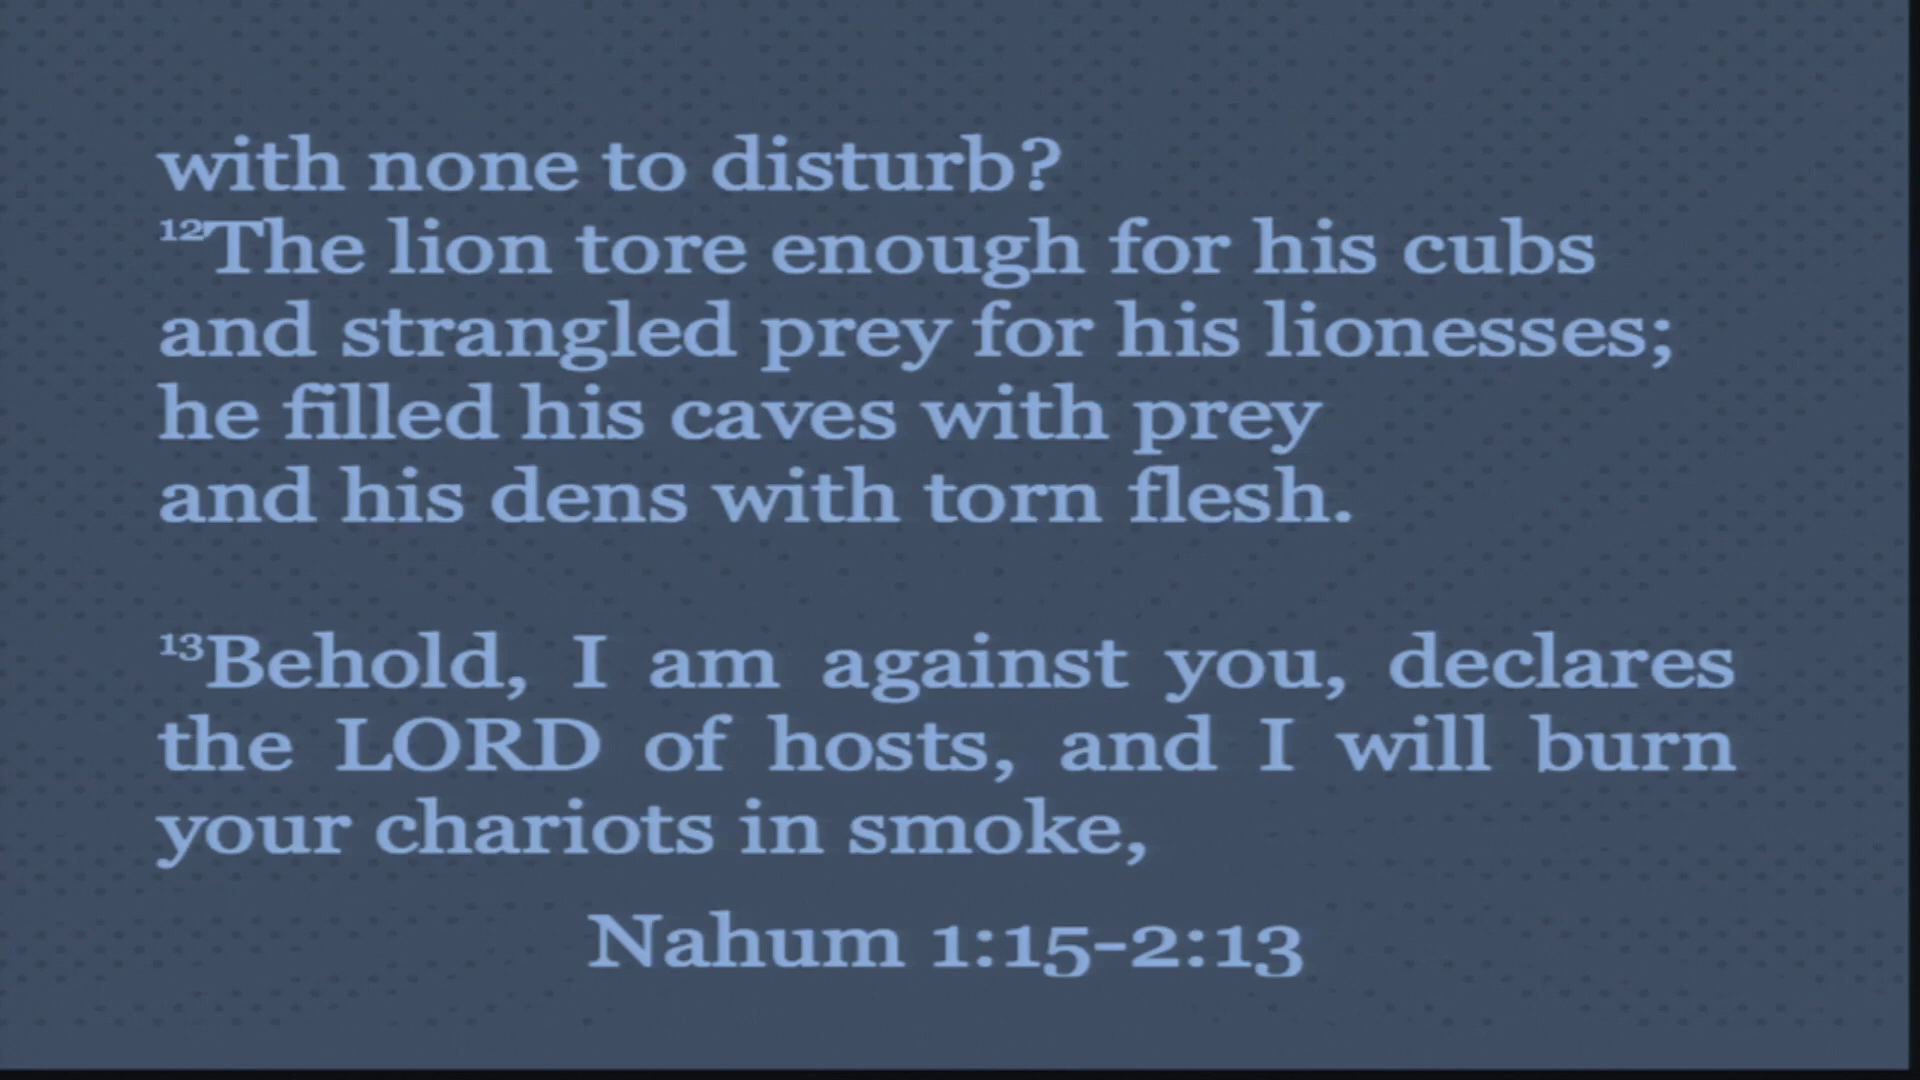 with none to disturb?
¹²The lion tore enough for his cubs
and strangled prey for his lionesses;
he filled his caves with prey
and his dens with torn flesh.
¹³Behold, I am against you, declares
the LORD of hosts, and I will burn
your chariots in smoke,
Nahum 1:15-2:13